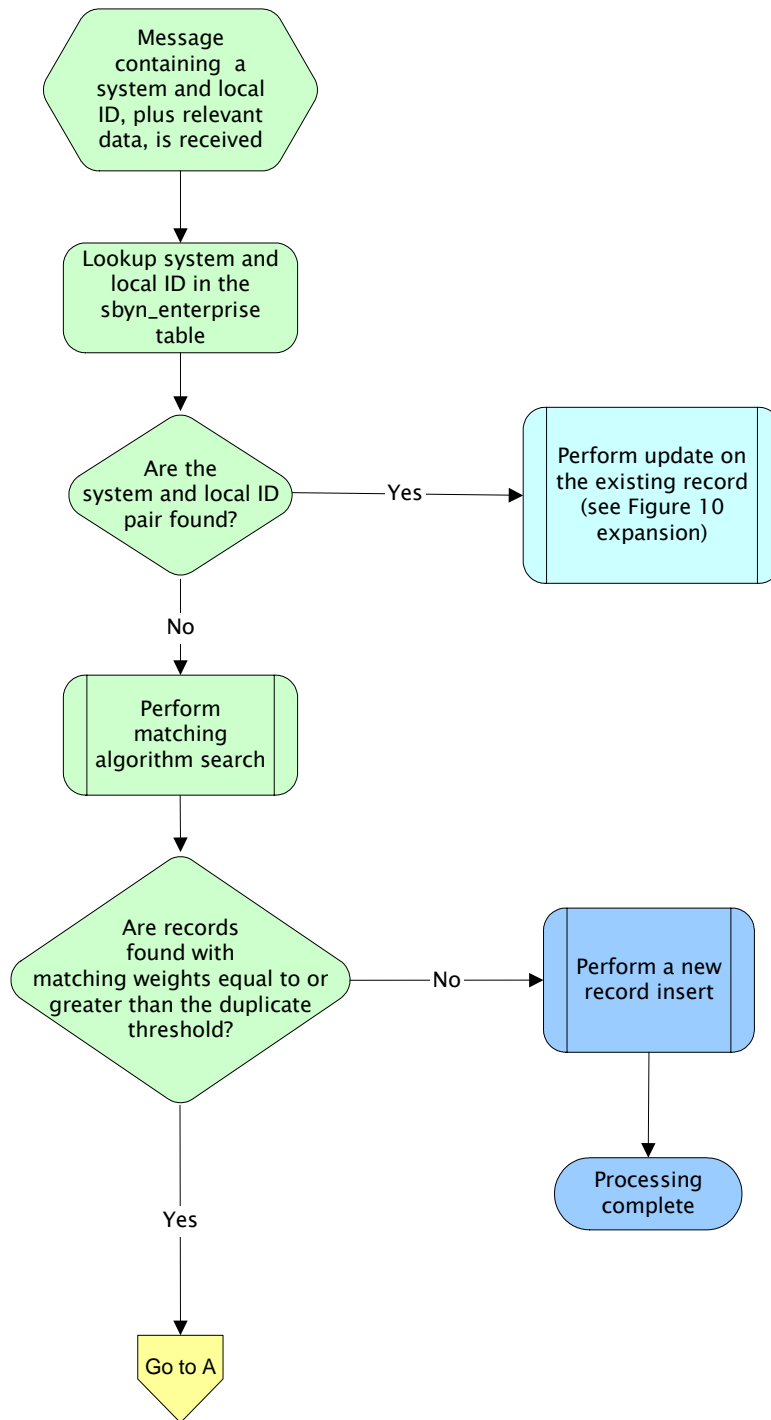 Message
containing a
system and local
ID, plus relevant
data, is received
Lookup system and
local ID in the
sbyn_enterprise
table
Are the
system and local ID
pair found?
Yes
Perform update on
the existing record
(see Figure 10
expansion)
No
Perform
matching
algorithm search
Are records
found with
matching weights equal to or
greater than the duplicate
threshold?
No
Perform a new
record insert
Processing
complete
Yes
Go to A